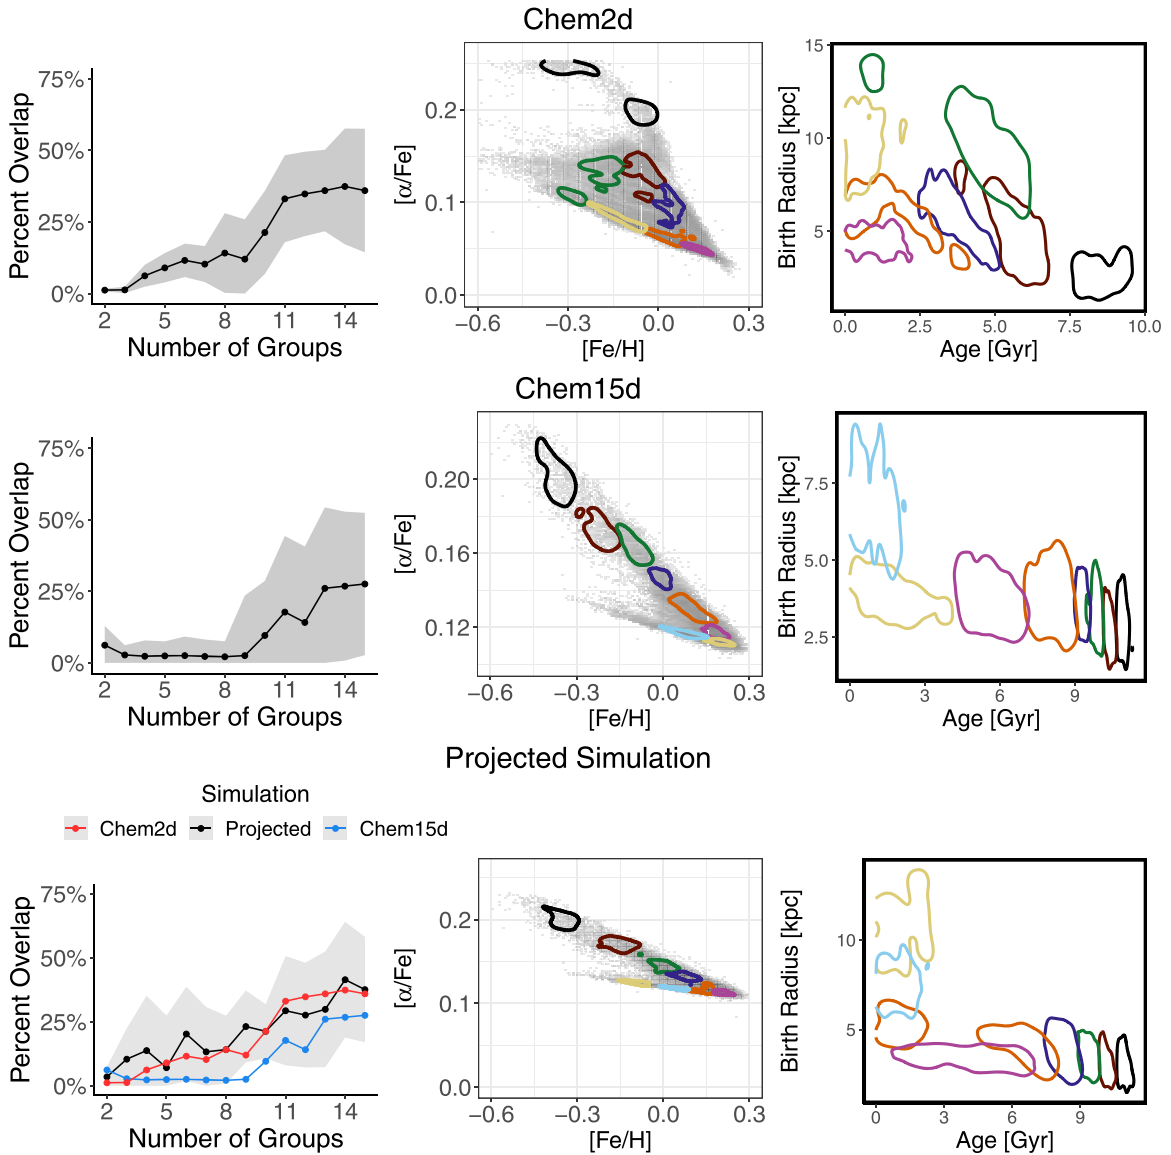 Chem2d
75%
50%
25%
0%
Percent Overlap
2 5 8 11 14
Number of Groups
0.2
0.1
0.0
[α/Fe]
−0.6 −0.3 0.0 0.3
[Fe/H]
15
10
5
Birth Radius [kpc]
0.0 2.5 5.0 7.5 10.0
Age [Gyr]
Chem15d
75%
50%
25%
0%
Percent Overlap
2 5 8 11 14
Number of Groups
0.20
0.16
0.12
[α/Fe]
−0.6 −0.3 0.0 0.3
[Fe/H]
7.5
5.0
2.5
Birth Radius [kpc]
0 3 6 9
Age [Gyr]
Projected Simulation
Simulation
Chem2d Projected Chem15d
75%
50%
25%
0%
Percent Overlap
2 5 8 11 14
Number of Groups
0.2
0.1
0.0
[α/Fe]
−0.6 −0.3 0.0 0.3
[Fe/H]
10
5
Birth Radius [kpc]
0 3 6 9
Age [Gyr]